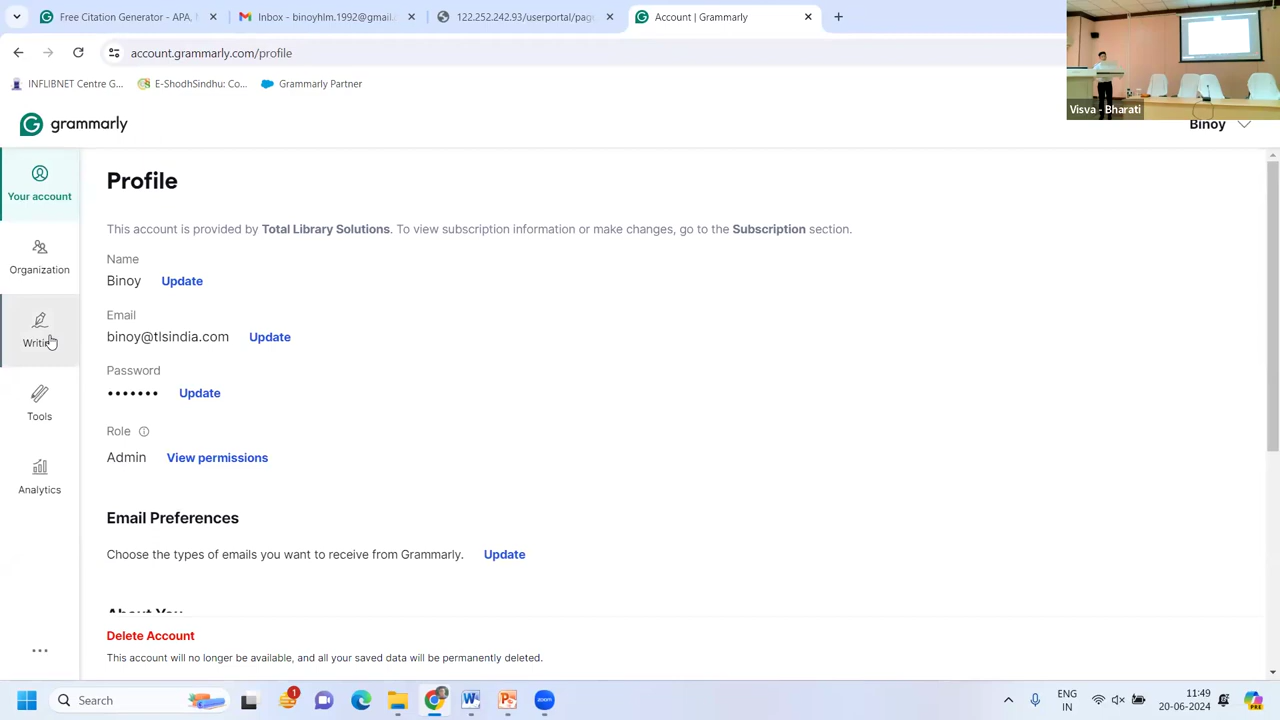 Free Citation Generator - APA,
Inbox - binoyhlm.1992@gmail.
122.252.242.93/userportal/pag
Account | Grammarly
account.grammarly.com/profile
INFLIBNET Centre G...
E-ShodhSindhu: Co...
Grammarly Partner
Visva - Bharati
grammarly
Binoy
Your account
Organization
Tools
Analytics
Profile
This account is provided by Total Library Solutions. To view subscription information or make changes, go to the Subscription section.
Name
Binoy Update
Email
binoy@tlsindia.com Update
Password
Update
Role
Admin View permissions
Email Preferences
Choose the types of emails you want to receive from Grammarly. Update
About You
Delete Account
This account will no longer be available, and all your saved data will be permanently deleted.
Search
1
zoom
ENG
IN
11:49
20-06-2024
PRE